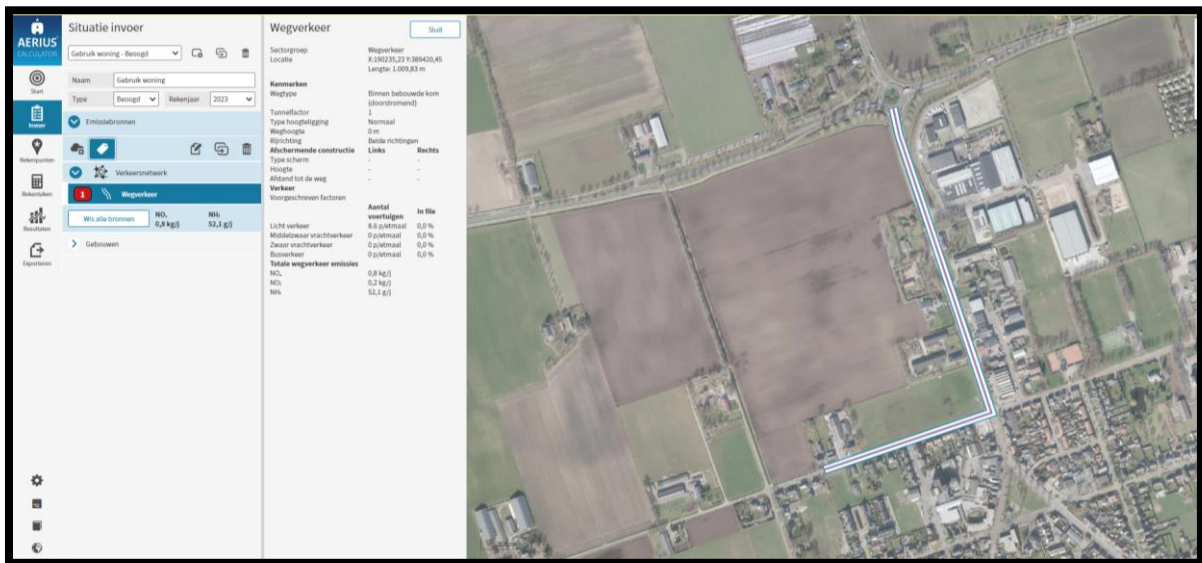 AERIUS
CALCULATOR
Start
Invoer
Rekenpunten
Rekentaken
Resultaten
Exporteren
Situatie invoer
Gebruik woning - Beoogd
Naam Gebruik woning
Type Beoogd Rekenjaar 2023
Emissiebronnen
Verkeersnetwerk
1 Wegverkeer
Wis alle bronnen NOₓ NH₃
0,8 kg/j 52,1 g/j
Gebouwen
Wegverkeer Sluit
Sectorgroep Wegverkeer
Locatie X:190235,23 Y:389420,45
Lengte: 1.009,83 m
Kenmerken
Wegtype Binnen bebouwde kom
(doorstromend)
Tunnelfactor 1
Type hoogteligging Normaal
Weghoogte 0 m
Rijrichting Beide richtingen
Afschermende constructie Links Rechts
Type scherm - -
Hoogte - -
Afstand tot de weg - -
Verkeer
Voorgeschreven factoren
Aantal
voertuigen In file
Licht verkeer 8.6 p/etmaal 0,0 %
Middelzwaar vrachtverkeer 0 p/etmaal 0,0 %
Zwaar vrachtverkeer 0 p/etmaal 0,0 %
Busverkeer 0 p/etmaal 0,0 %
Totale wegverkeer emissies
NOₓ 0,8 kg/j
NO₂ 0,2 kg/j
NH₃ 52,1 g/j